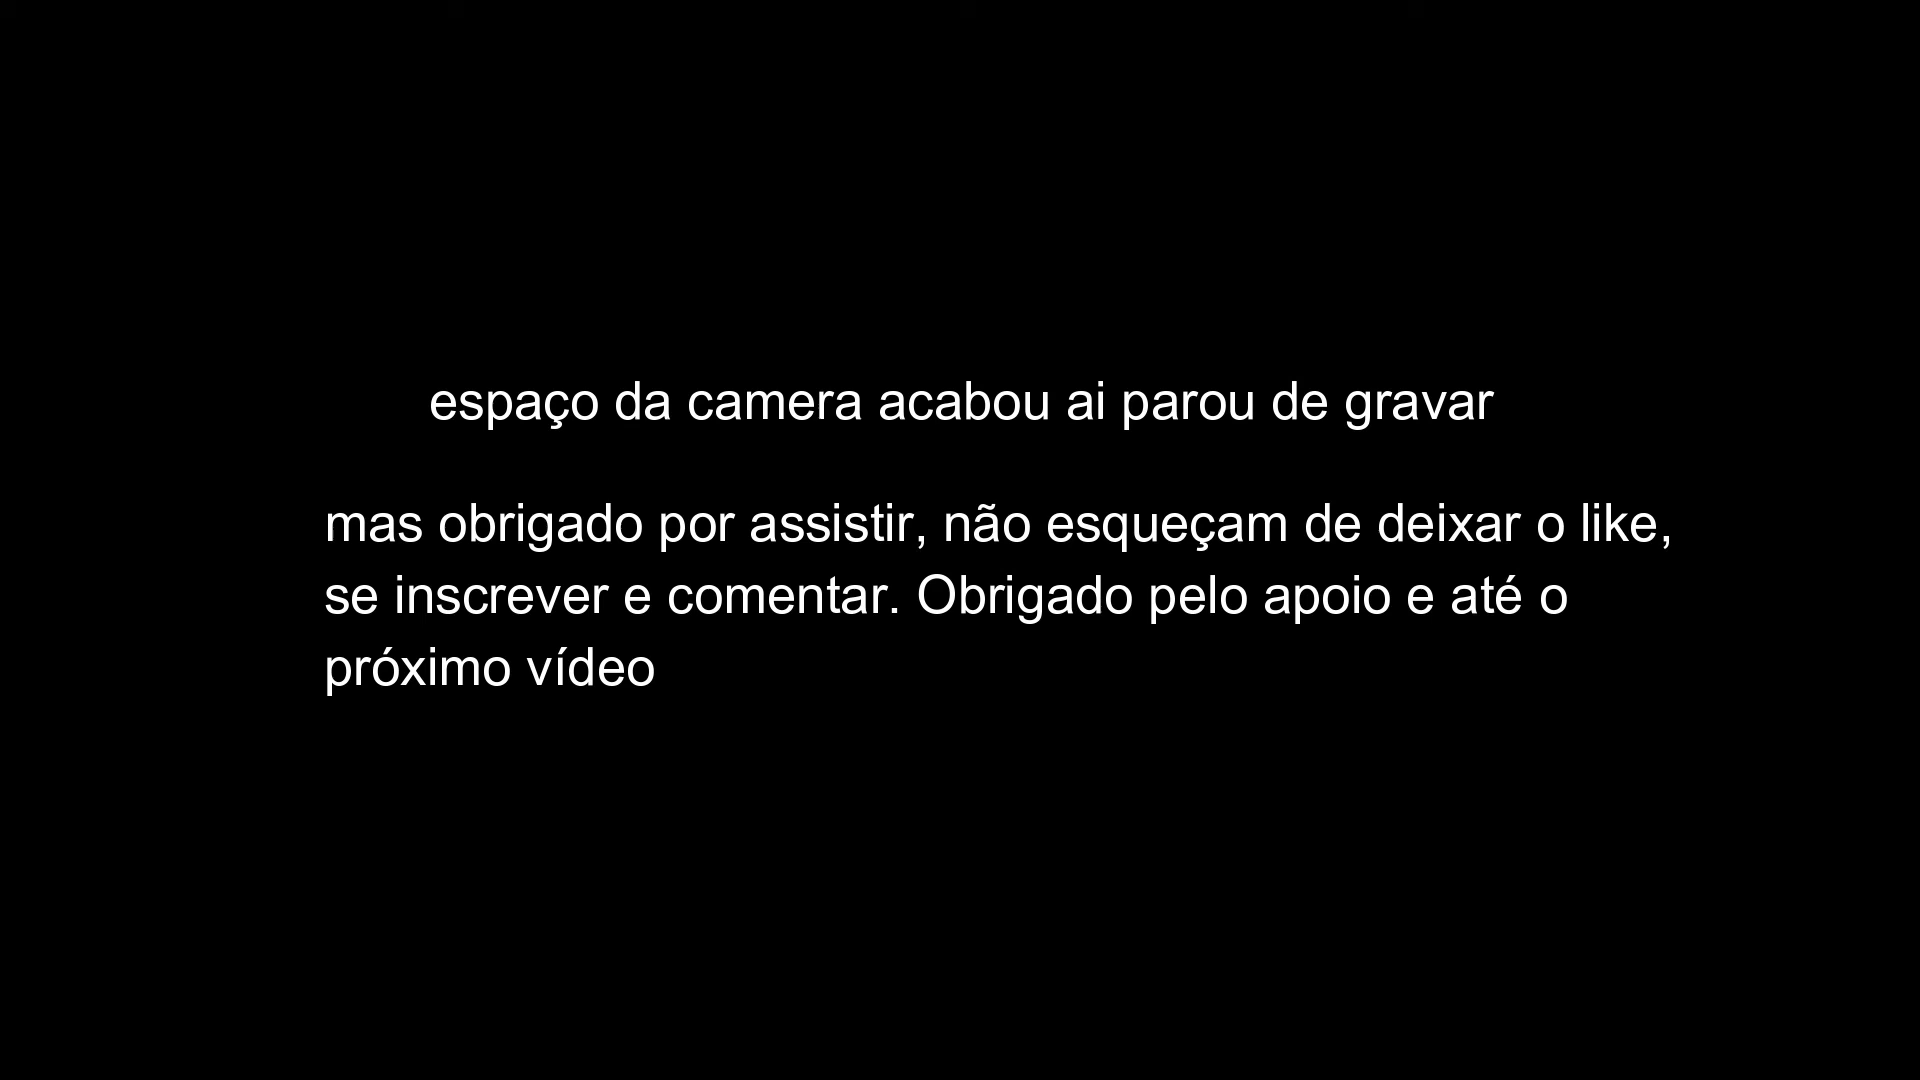 espaço da camera acabou ai parou de gravar
mas obrigado por assistir, não esqueçam de deixar o like,
se inscrever e comentar. Obrigado pelo apoio e até o
próximo vídeo